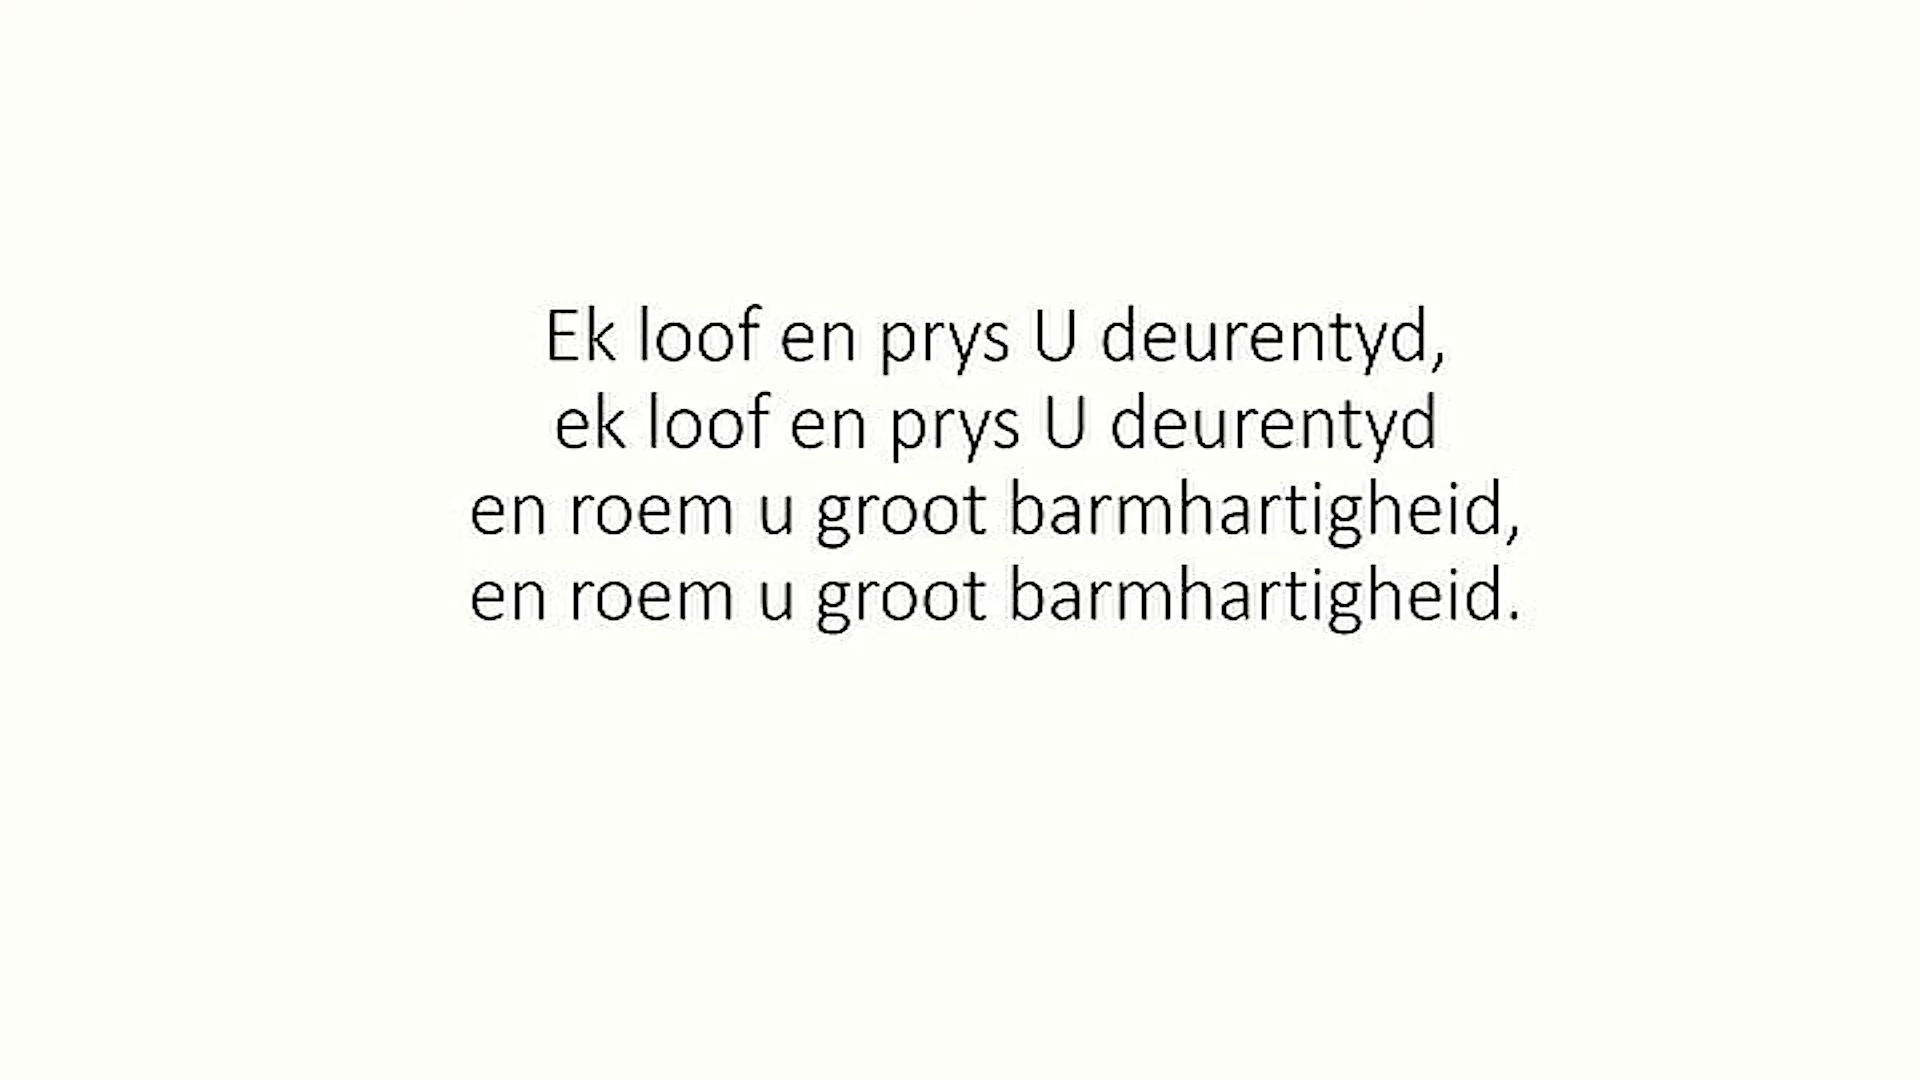 Ek loof en prys U deurentyd,
ek loof en prys U deurentyd
en roem u groot barmhartigheid,
en roem u groot barmhartigheid.